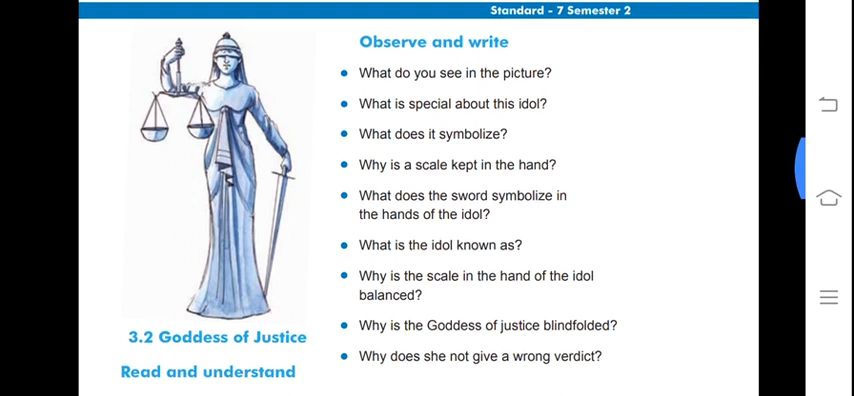 Standard - 7 Semester 2
Observe and write
• What do you see in the picture?
• What is special about this idol?
• What does it symbolize?
• Why is a scale kept in the hand?
• What does the sword symbolize in
the hands of the idol?
• What is the idol known as?
• Why is the scale in the hand of the idol
balanced?
• Why is the Goddess of justice blindfolded?
• Why does she not give a wrong verdict?
3.2 Goddess of Justice
Read and understand